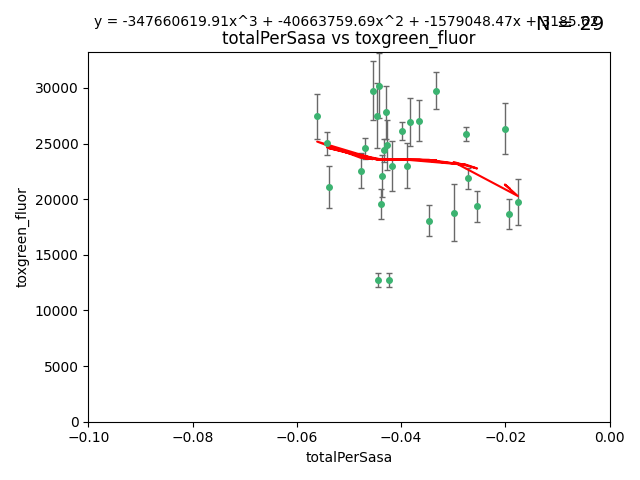 y = -347660619.91x^3 + -40663759.69x^2 + -1579048.47x +
N = 29
totalPerSasa vs toxgreen_fluor
30000
25000
20000
15000
10000
5000
0
toxgreen_fluor
−0.10
−0.08
−0.06
−0.04
−0.02
0.00
totalPerSasa